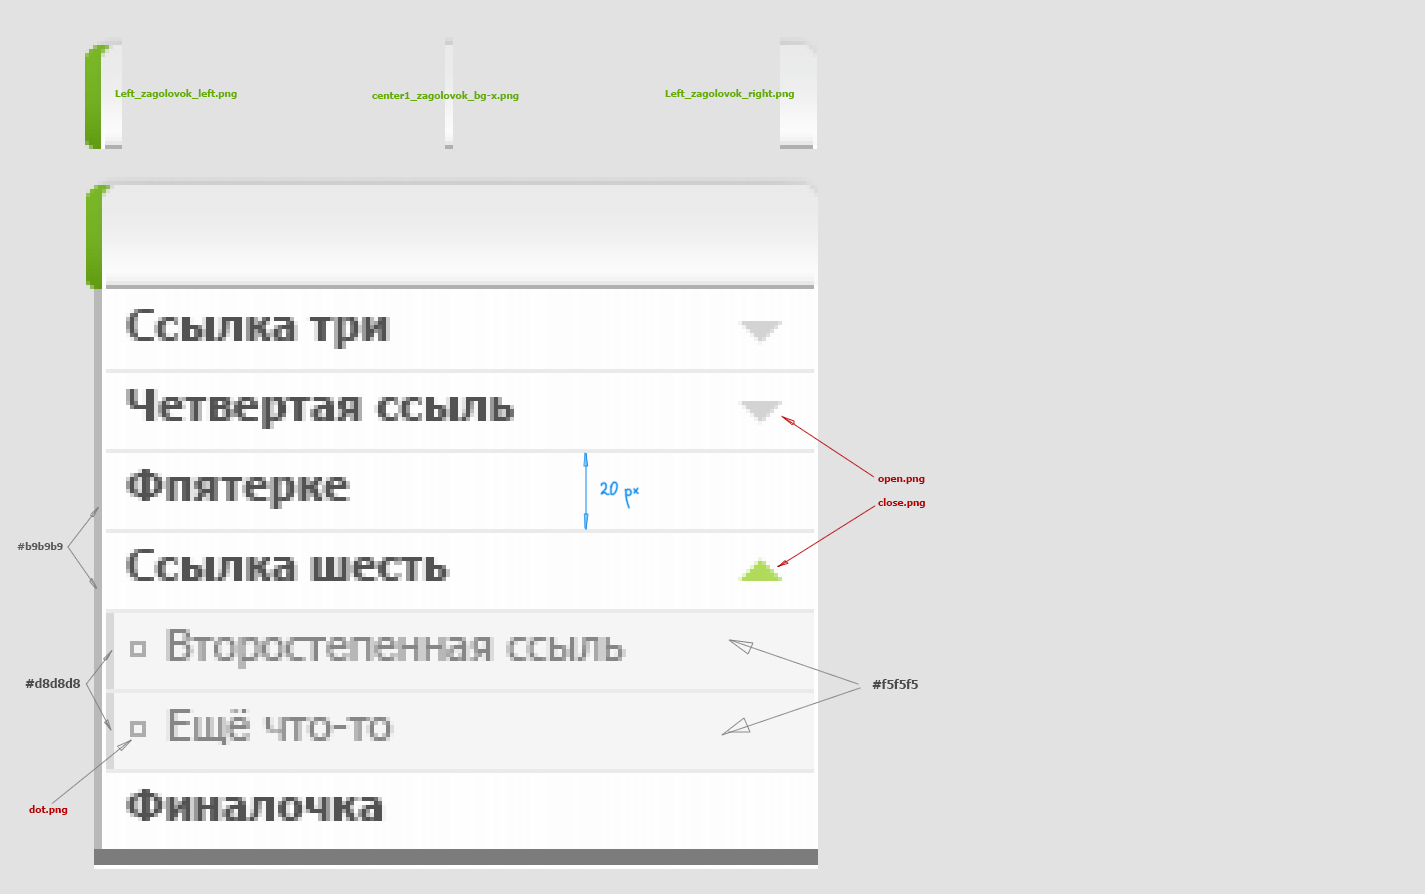 Left_zagolovok_left.png
center1_zagolovok_bg-x.png
Left_zagolovok_right.png
Ссылка три
Четвертая ссыль
open.png
Фпятерке
20 px
close.png
#b9b9b9
Ссылка шесть
Второстепенная ссыль
#d8d8d8
#f5f5f5
Ещё что-то
dot.png
Финалочка